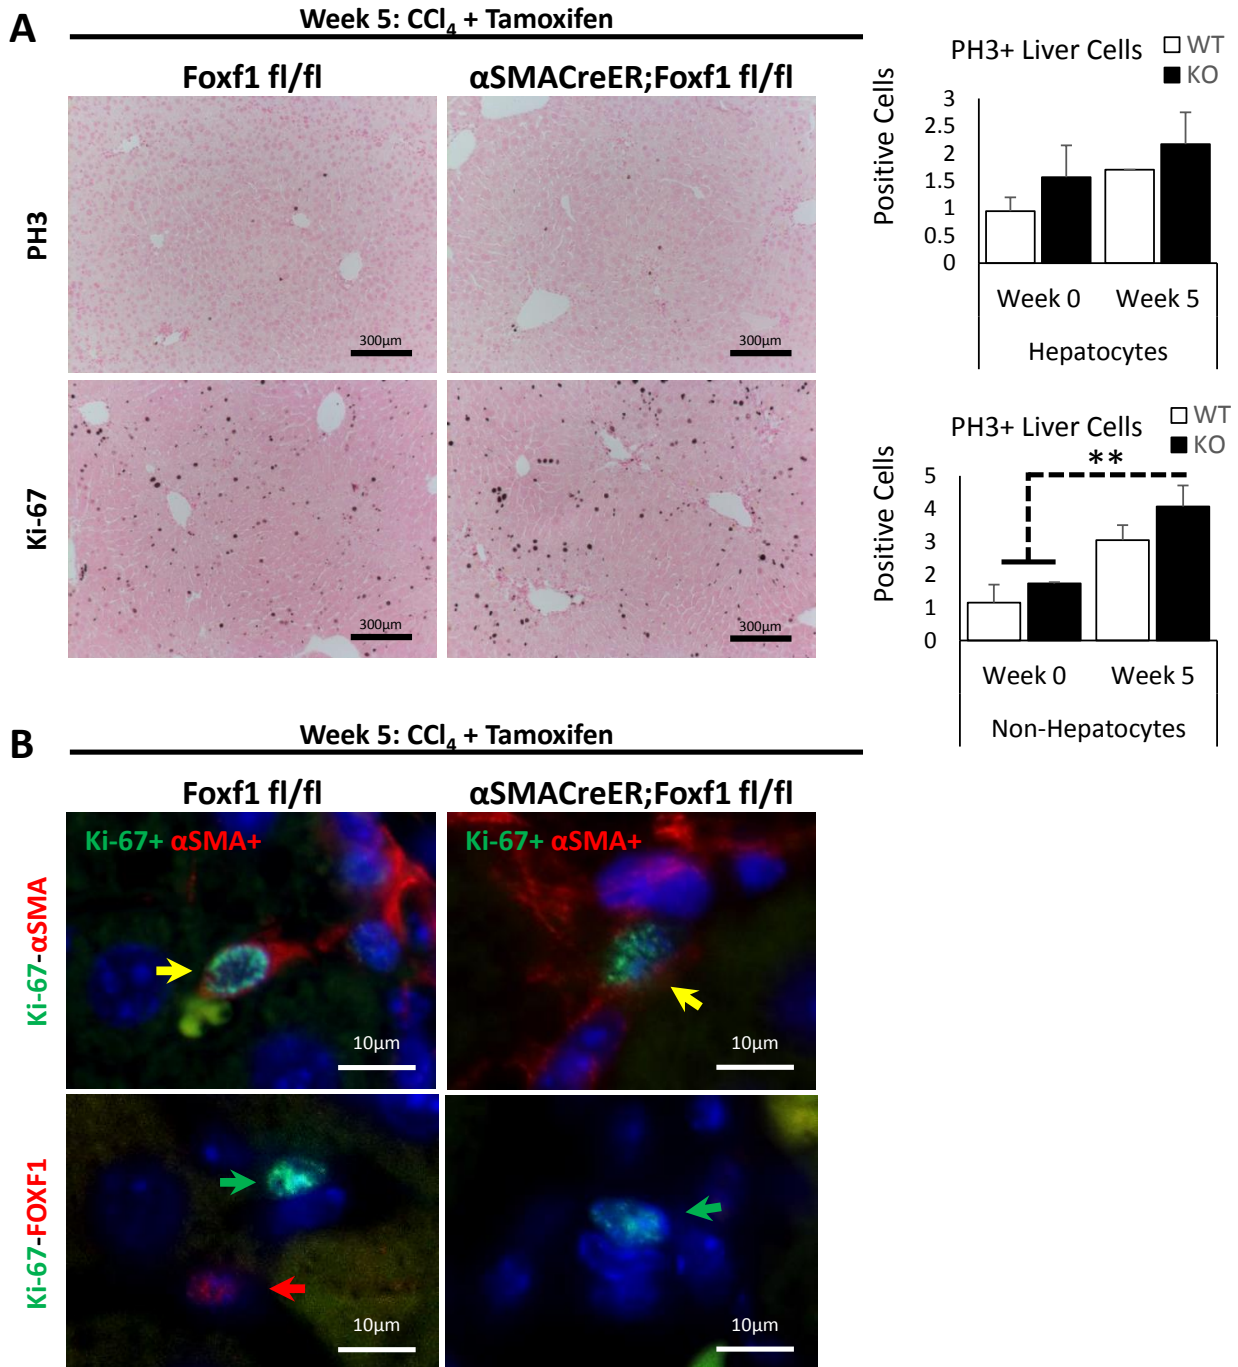 A
Week 5: CCl4 + Tamoxifen
Foxf1 fl/fl
αSMACreER;Foxf1 fl/fl
PH3
300µm
300µm
Ki-67
300µm
300µm
PH3+ Liver Cells
WT
KO
Positive Cells
3
2.5
2
1.5
1
0.5
0
Week 0
Week 5
Hepatocytes
PH3+ Liver Cells
WT
KO
Positive Cells
**
5
4
3
2
1
0
Week 0
Week 5
Non-Hepatocytes
B
Week 5: CCl4 + Tamoxifen
Foxf1 fl/fl
αSMACreER;Foxf1 fl/fl
Ki-67-αSMA
Ki-67+ αSMA+
10µm
Ki-67+ αSMA+
10µm
Ki-67-FOXF1
10µm
10µm